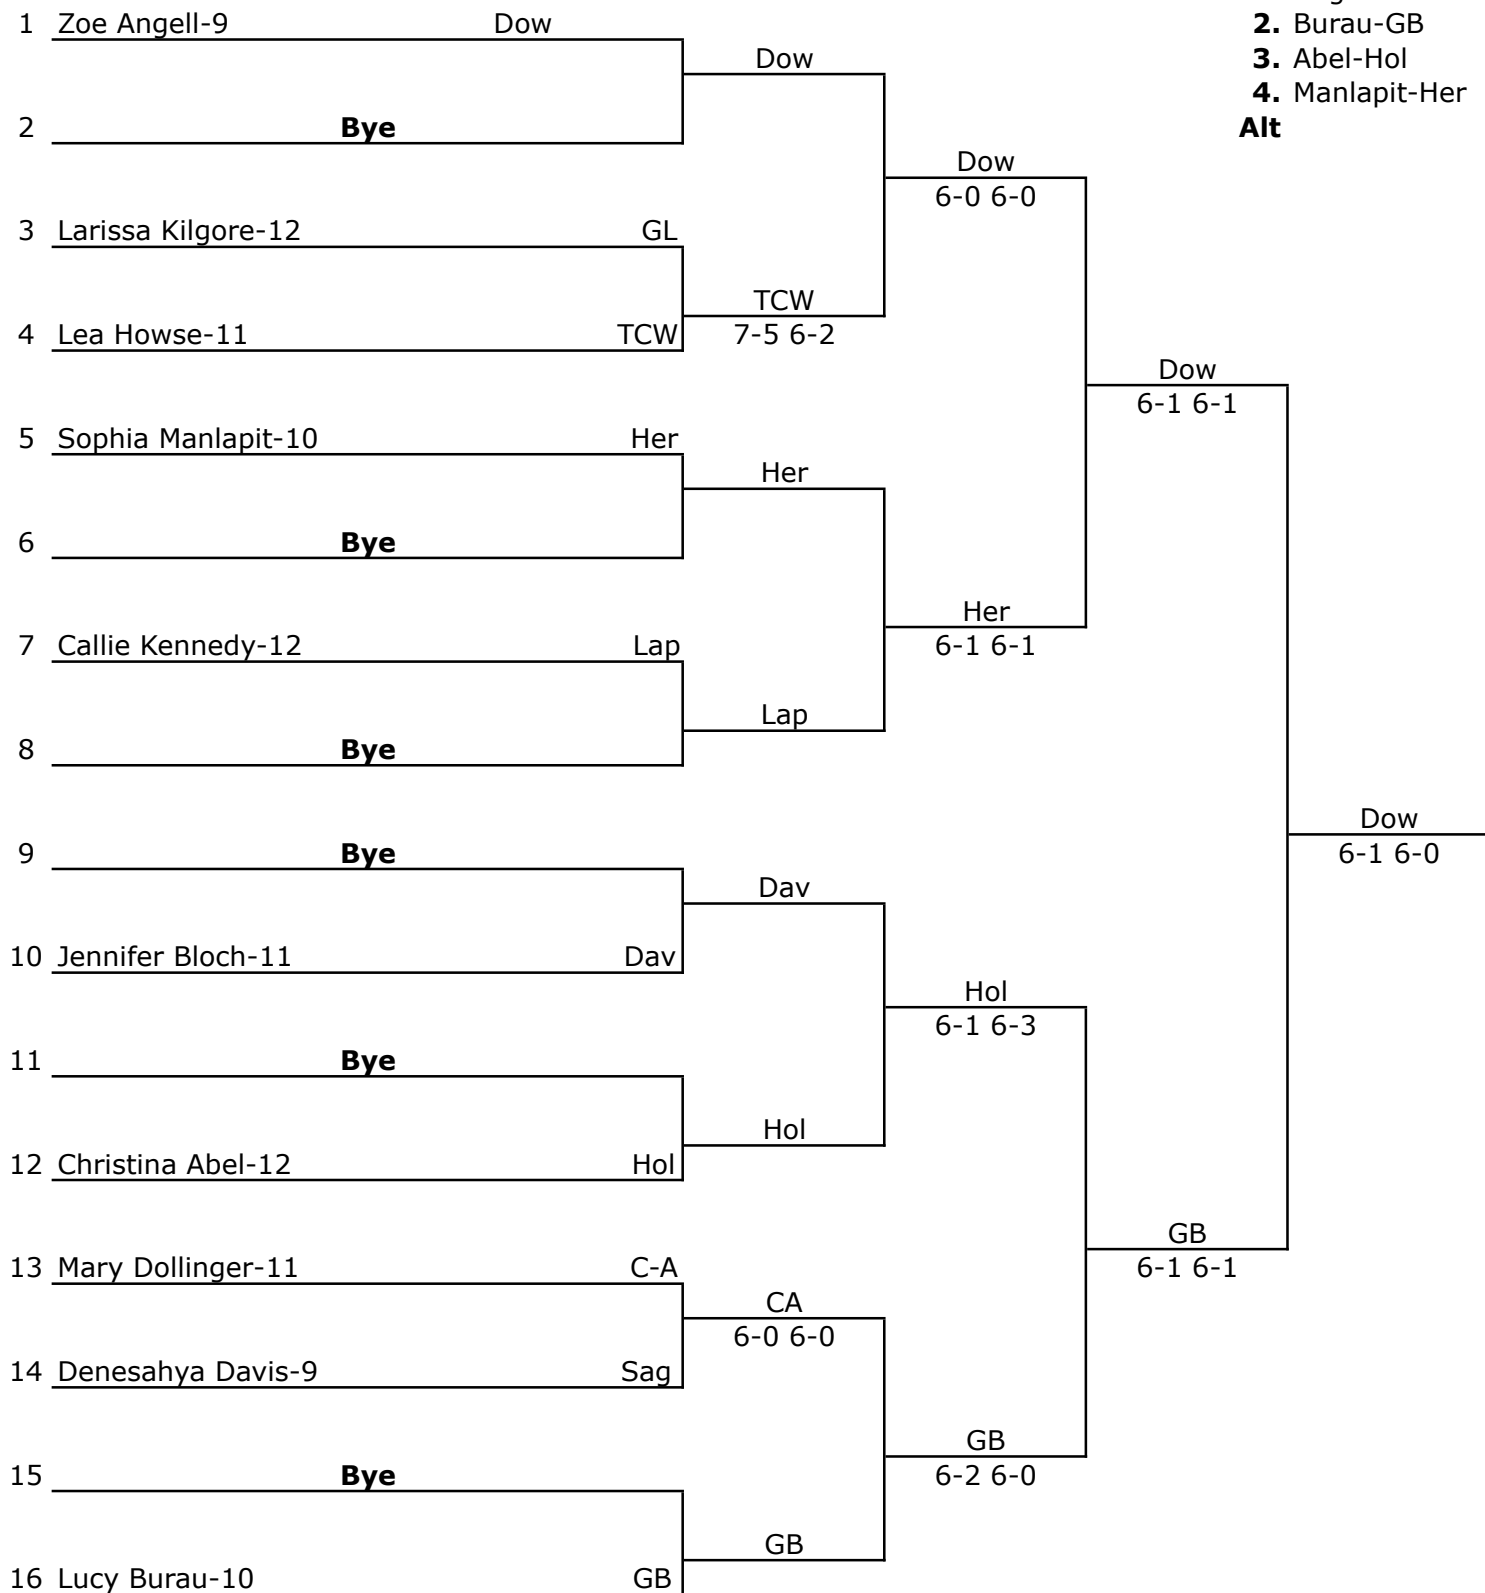 1 Zoe Angell-9 Dow
2. Burau-GB
Dow
3. Abel-Hol
4. Manlapit-Her
2 Bye
Alt
Dow
6-0 6-0
3 Larissa Kilgore-12 GL
TCW
4 Lea Howse-11 TCW
7-5 6-2
Dow
6-1 6-1
5 Sophia Manlapit-10 Her
Her
6 Bye
Her
7 Callie Kennedy-12 Lap
6-1 6-1
Lap
8 Bye
Dow
9 Bye
6-1 6-0
Dav
10 Jennifer Bloch-11 Dav
Hol
6-1 6-3
11 Bye
Hol
12 Christina Abel-12 Hol
GB
13 Mary Dollinger-11 C-A
6-1 6-1
CA
6-0 6-0
14 Denesahya Davis-9 Sag
GB
15 Bye
6-2 6-0
GB
16 Lucy Burau-10 GB